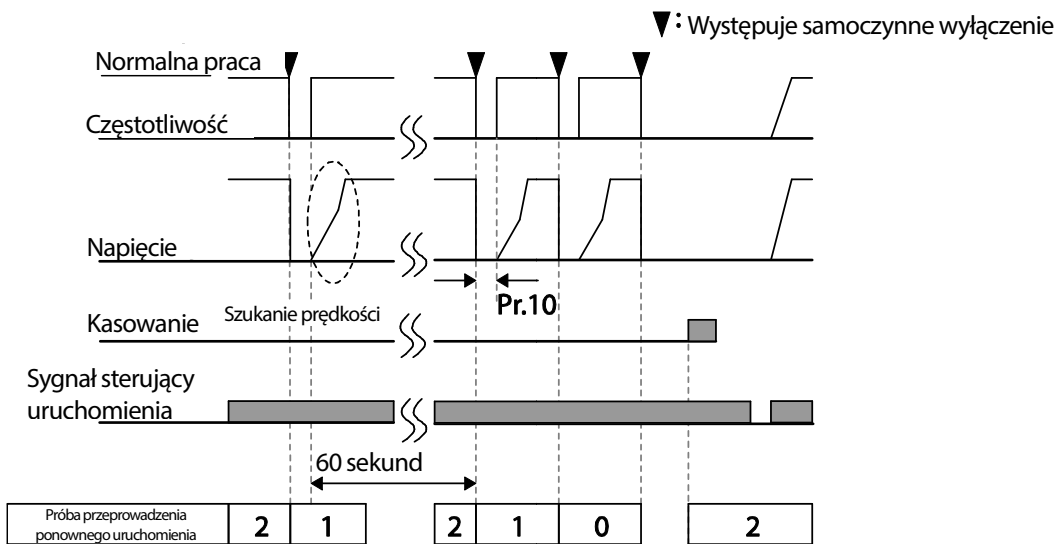 ▼: Występuje samoczynne wyłączenie
Normalna praca
Częstotliwość
Napięcie
Pr.10
Kasowanie
Szukanie prędkości
Sygnał sterujący
uruchomienia
60 sekund
Próba przeprowadzenia
ponownego uruchomienia
2 1 2 1 0 2